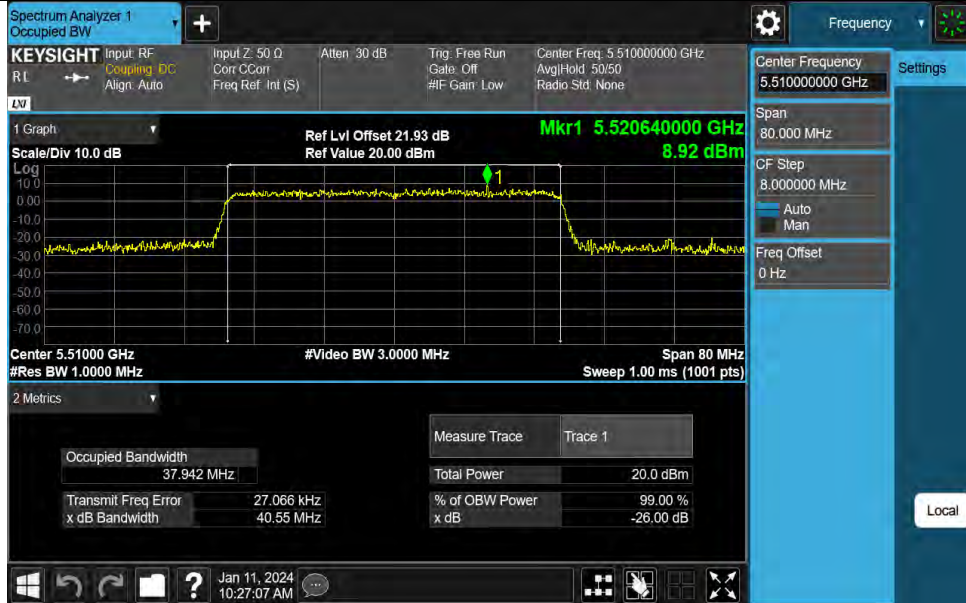 Spectrum Analyzer 1
Occupied BW
Frequency
KEYSIGHT
Input: RF
Coupling: DC
Align: Auto
Input Z: 50 Ω
Corr CCorr
Freq Ref: Int (S)
Atten: 30 dB
Trig: Free Run
Gate: Off
#IF Gain: Low
Center Freq: 5.510000000 GHz
Avg|Hold: 50/50
Radio Std: None
LXI
Center Frequency
5.510000000 GHz
Settings
Span
80.000 MHz
CF Step
8.000000 MHz
Auto
Man
Freq Offset
0 Hz
Local
1 Graph
Scale/Div 10.0 dB
Ref Lvl Offset 21.93 dB
Ref Value 20.00 dBm
Mkr1 5.520640000 GHz
8.92 dBm
Log
10.0
0.00
-10.0
-20.0
-30.0
-40.0
-50.0
-60.0
-70.0
1
Center 5.51000 GHz
#Res BW 1.0000 MHz
#Video BW 3.0000 MHz
Span 80 MHz
Sweep 1.00 ms (1001 pts)
2 Metrics
Measure Trace Trace 1
Occupied Bandwidth
37.942 MHz
Total Power 20.0 dBm
Transmit Freq Error 27.066 kHz
% of OBW Power 99.00 %
x dB Bandwidth 40.55 MHz
x dB -26.00 dB
Jan 11, 2024
10:27:07 AM